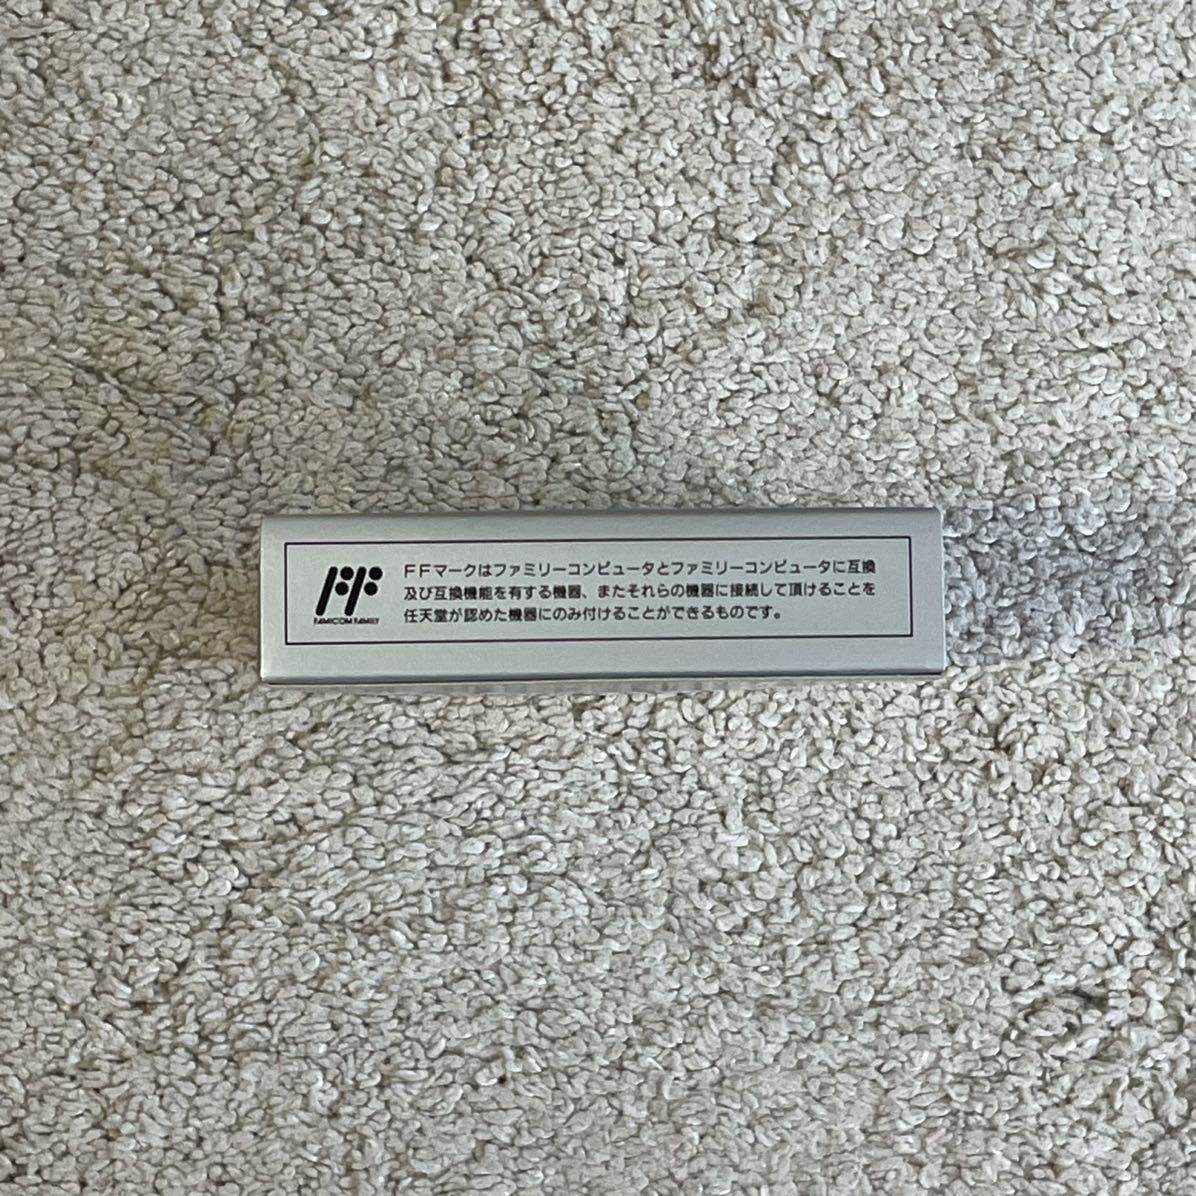 FAMICOM FAMILY
ＦＦマークはファミリーコンピュータとファミリーコンピュータに互換
及び互換機能を有する機器、またそれらの機器に接続して頂けることを
任天堂が認めた機器にのみ付けることができるものです。